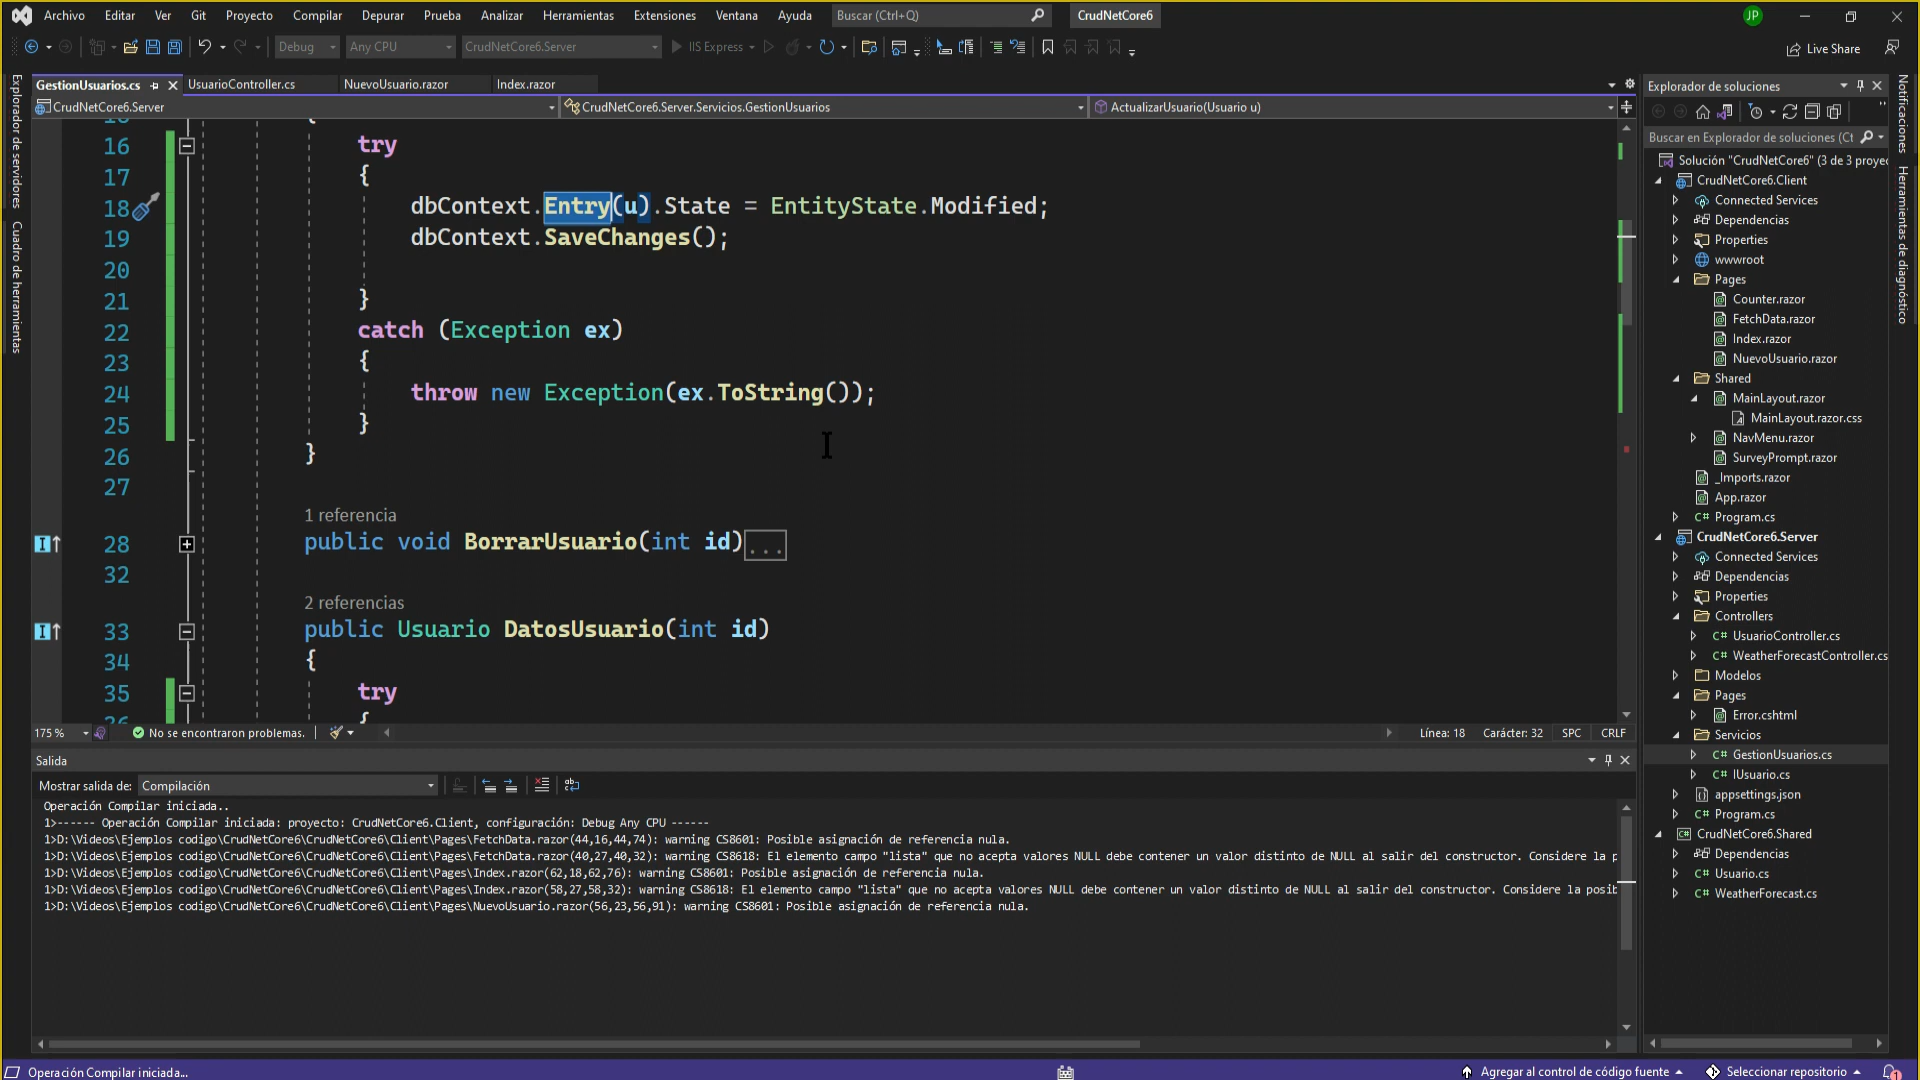 Archivo Editar Ver Git Proyecto Compilar Depurar Prueba Analizar Herramientas Extensiones Ventana Ayuda Buscar (Ctrl+Q) CrudNetCore6 JP
Debug Any CPU CrudNetCore6.Server IIS Express Live Share
GestionUsuarios.cs UsuarioController.cs NuevoUsuario.razor Index.razor
CrudNetCore6.Server CrudNetCore6.Server.Servicios.GestionUsuarios ActualizarUsuario(Usuario u)
Explorador de servidores
Cuadro de herramientas
16 try
17 {
18 dbContext.Entry(u).State = EntityState.Modified;
19 dbContext.SaveChanges();
20
21 }
22 catch (Exception ex)
23 {
24 throw new Exception(ex.ToString());
25 }
26 }
27
1 referencia
28 public void BorrarUsuario(int id)...
32
2 referencias
33 public Usuario DatosUsuario(int id)
34 {
35 try
36 {
175 % No se encontraron problemas. Línea: 18 Carácter: 32 SPC CRLF
Salida
Mostrar salida de: Compilación
Operación Compilar iniciada..
1>------ Operación Compilar iniciada: proyecto: CrudNetCore6.Client, configuración: Debug Any CPU ------
1>D:\Videos\Ejemplos codigo\CrudNetCore6\CrudNetCore6\Client\Pages\FetchData.razor(44,16,44,74): warning CS8601: Posible asignación de referencia nula.
1>D:\Videos\Ejemplos codigo\CrudNetCore6\CrudNetCore6\Client\Pages\FetchData.razor(40,27,40,32): warning CS8618: El elemento campo "lista" que no acepta valores NULL debe contener un valor distinto de NULL al salir del constructor. Considere la p
1>D:\Videos\Ejemplos codigo\CrudNetCore6\CrudNetCore6\Client\Pages\Index.razor(62,18,62,76): warning CS8601: Posible asignación de referencia nula.
1>D:\Videos\Ejemplos codigo\CrudNetCore6\CrudNetCore6\Client\Pages\Index.razor(58,27,58,32): warning CS8618: El elemento campo "lista" que no acepta valores NULL debe contener un valor distinto de NULL al salir del constructor. Considere la posib
1>D:\Videos\Ejemplos codigo\CrudNetCore6\CrudNetCore6\Client\Pages\NuevoUsuario.razor(56,23,56,91): warning CS8601: Posible asignación de referencia nula.
Explorador de soluciones
Buscar en Explorador de soluciones (Ct
Solución "CrudNetCore6" (3 de 3 proyec
CrudNetCore6.Client
Connected Services
Dependencias
Properties
wwwroot
Pages
Counter.razor
FetchData.razor
Index.razor
NuevoUsuario.razor
Shared
MainLayout.razor
MainLayout.razor.css
NavMenu.razor
SurveyPrompt.razor
_Imports.razor
App.razor
C# Program.cs
CrudNetCore6.Server
Connected Services
Dependencias
Properties
Controllers
C# UsuarioController.cs
C# WeatherForecastController.cs
Modelos
Pages
Error.cshtml
Servicios
C# GestionUsuarios.cs
C# IUsuario.cs
appsettings.json
C# Program.cs
CrudNetCore6.Shared
Dependencias
C# Usuario.cs
C# WeatherForecast.cs
Notificaciones
Herramientas de diagnóstico
Operación Compilar iniciada... Agregar al control de código fuente Seleccionar repositorio 1